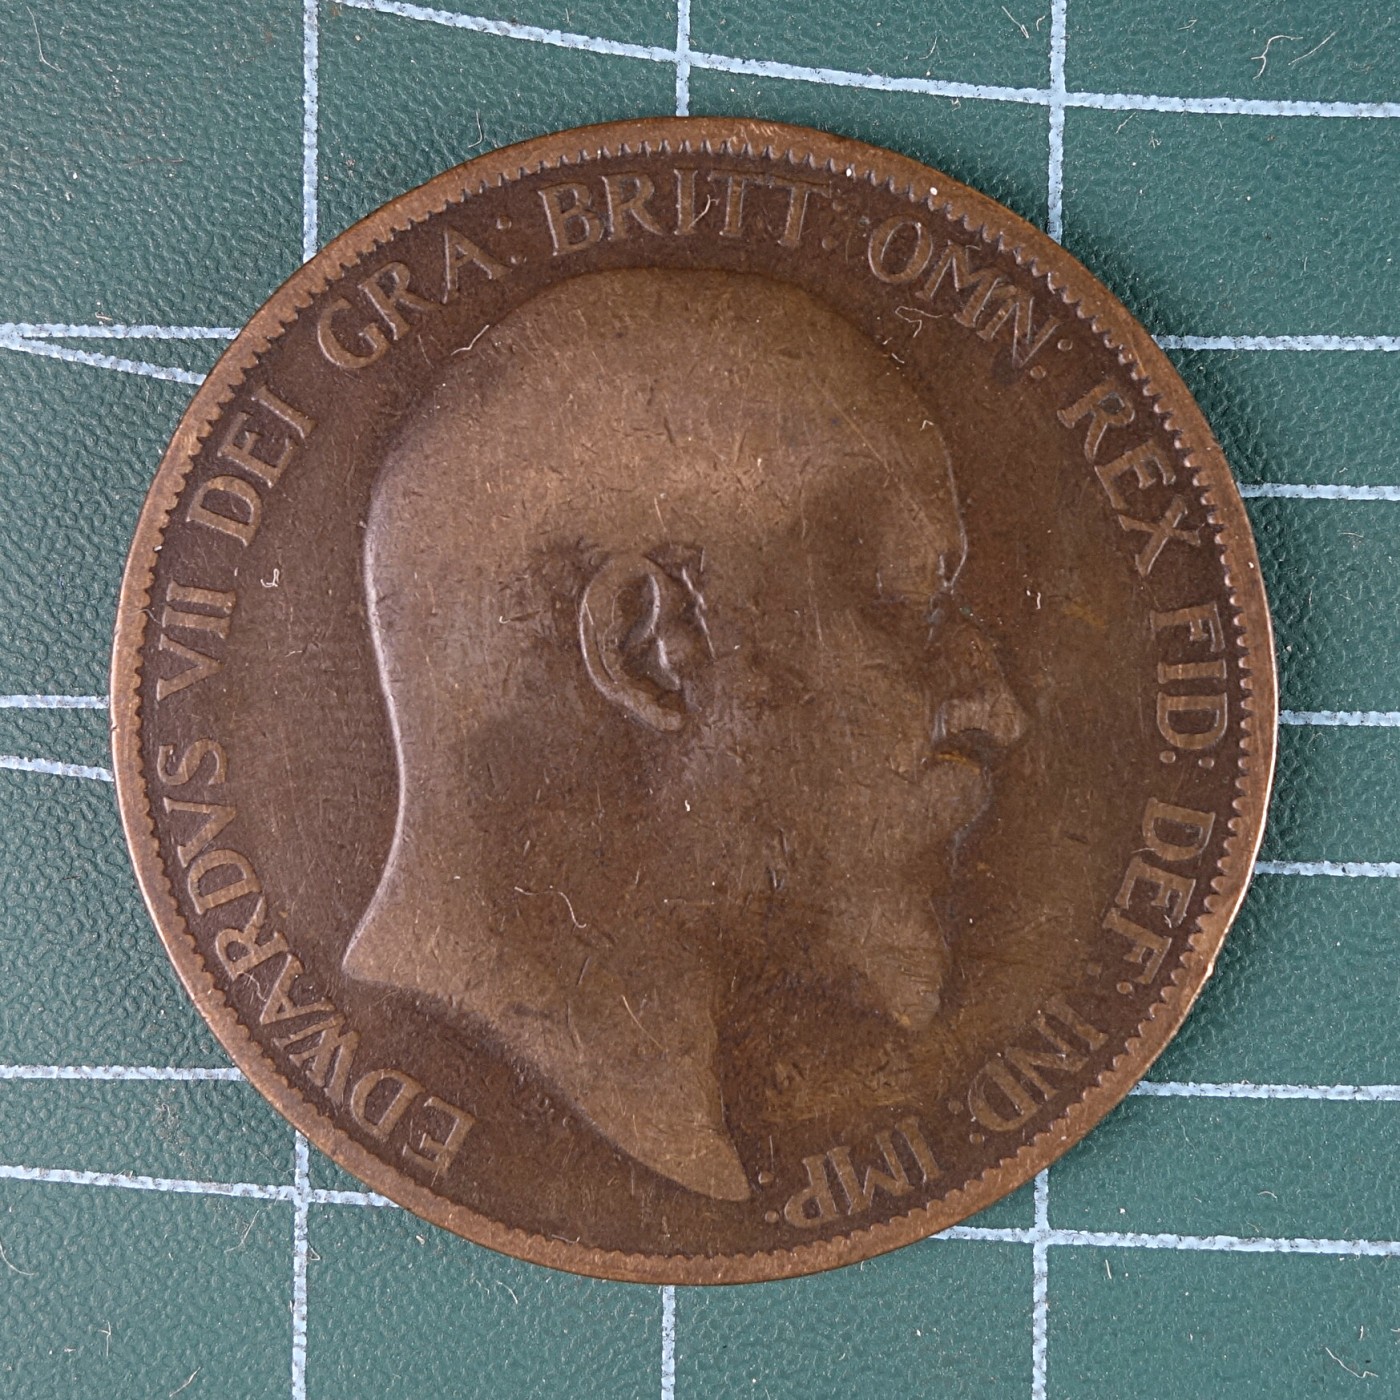 EDWARDVS VII DEI GRA: BRITT: OMN: REX FID: DEF: IND: IMP: